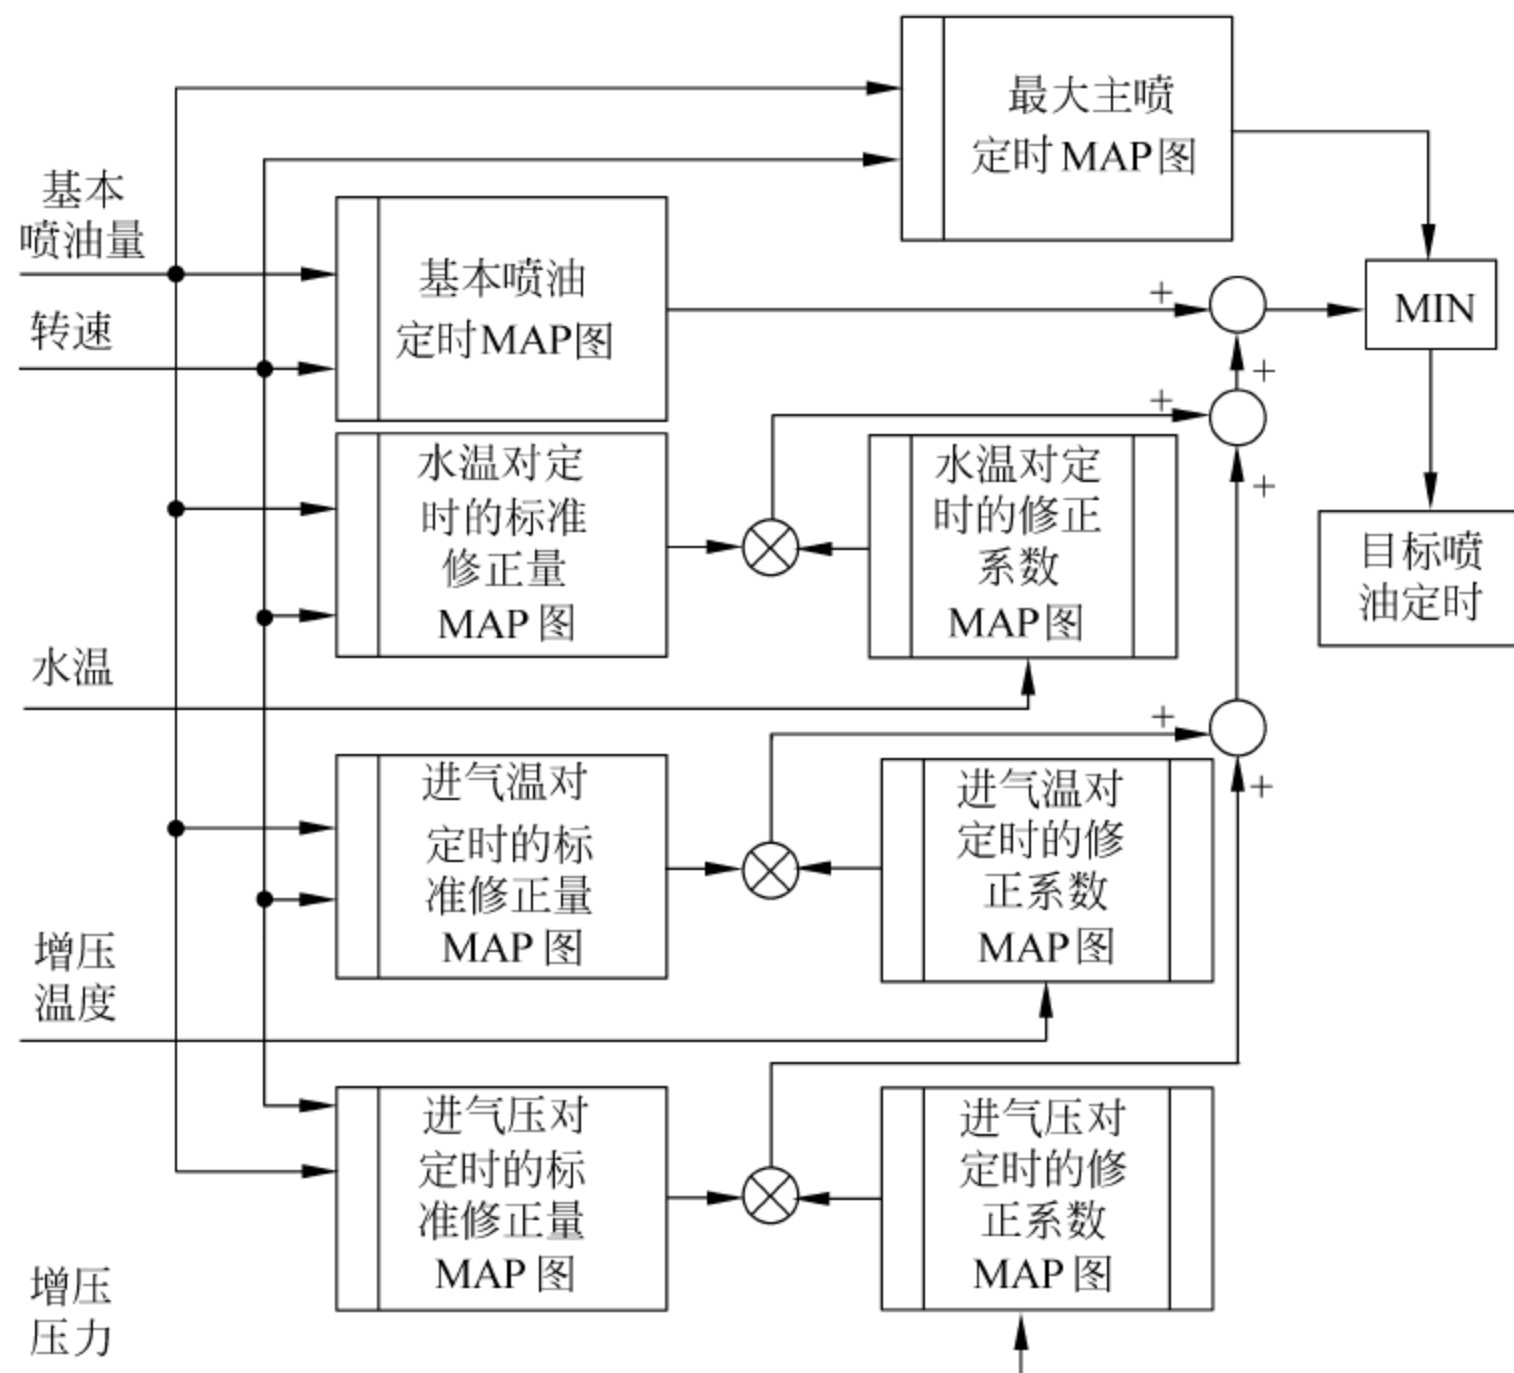 最大主喷
定时MAP图
基本
喷油量
转速
基本喷油
定时MAP图
+
MIN
+
+
水温对定
时的标准
修正量
MAP图
水温对定
时的修正
系数
MAP图
+
目标喷
油定时
水温
+
进气温对
定时的标
准修正量
MAP图
进气温对
定时的修
正系数
MAP图
+
增压
温度
进气压对
定时的标
准修正量
MAP图
进气压对
定时的修
正系数
MAP图
增压
压力